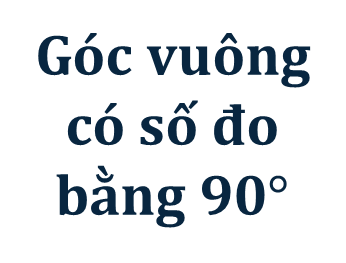 Góc vuông
có số đo
bằng 90°